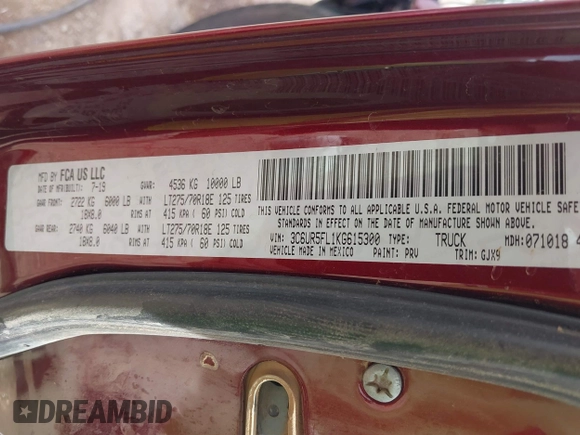 MFD BY FCA US LLC
DATE OF MFR(BUILT): 7-19 GVWR: 4536 KG 10000 LB
GAWR FRONT: 2722 KG 6000 LB WITH LT275/70R18E 125 TIRES
18X8.0 RIMS AT 415 KPA ( 60 PSI) COLD
GAWR REAR: 2740 KG 6040 LB WITH LT275/70R18E 125 TIRES
18X8.0 RIMS AT 415 KPA ( 60 PSI) COLD
THIS VEHICLE CONFORMS TO ALL APPLICABLE U.S.A. FEDERAL MOTOR VEHICLE SAFE
STANDARDS IN EFFECT ON THE DATE OF MANUFACTURE SHOWN ABOVE
VIN: 3C6UR5FL1KG615300 TYPE: TRUCK MDH: 071018 4
VEHICLE MADE IN MEXICO PAINT: PRV TRIM: GJX9
DREAMBID